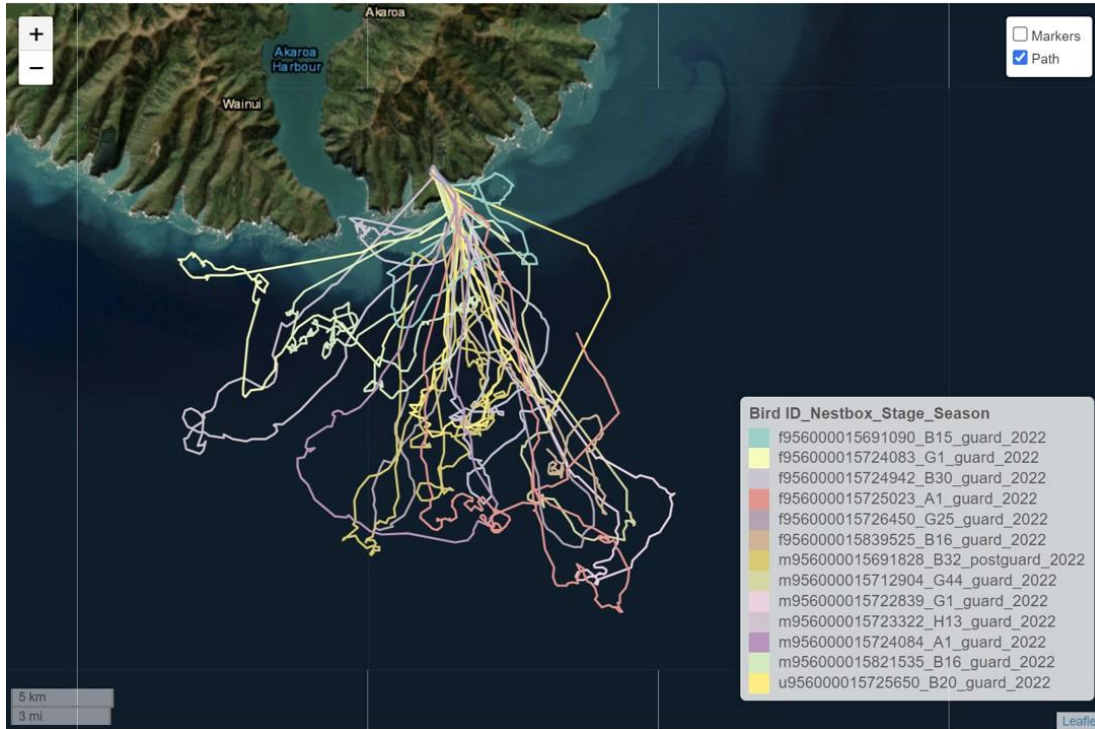 Akaroa
+
Akaroa
Harbour
Markers
Path
−
Wainui
Bird ID_Nestbox_Stage_Season
f956000015691090_B15_guard_2022
f956000015724083_G1_guard_2022
f956000015724942_B30_guard_2022
f956000015725023_A1_guard_2022
f956000015726450_G25_guard_2022
f956000015839525_B16_guard_2022
m956000015691828_B32_postguard_2022
m956000015712904_G44_guard_2022
m956000015722839_G1_guard_2022
m956000015723322_H13_guard_2022
m956000015724084_A1_guard_2022
m956000015821535_B16_guard_2022
u956000015725650_B20_guard_2022
5 km
3 mi
Leafle